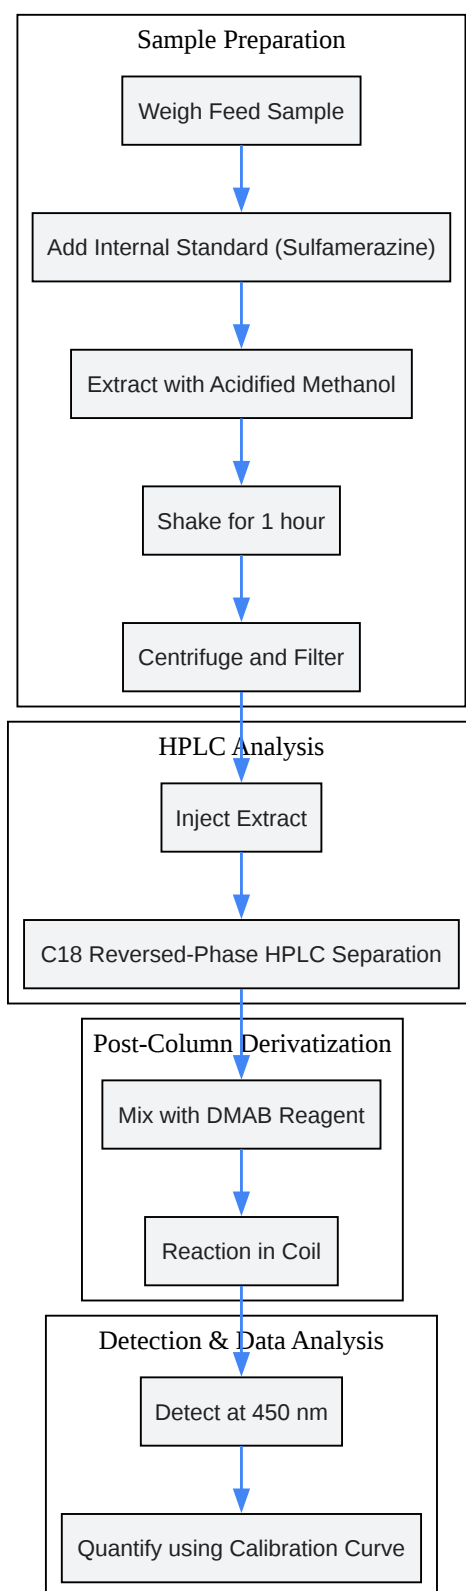 Sample Preparation
Weigh Feed Sample
Add Internal Standard (Sulfamerazine)
Extract with Acidified Methanol
Shake for 1 hour
Centrifuge and Filter
HPLC Analysis
Inject Extract
C18 Reversed-Phase HPLC Separation
Post-Column Derivatization
Mix with DMAB Reagent
Reaction in Coil
Detection & Data Analysis
Detect at 450 nm
Quantify using Calibration Curve